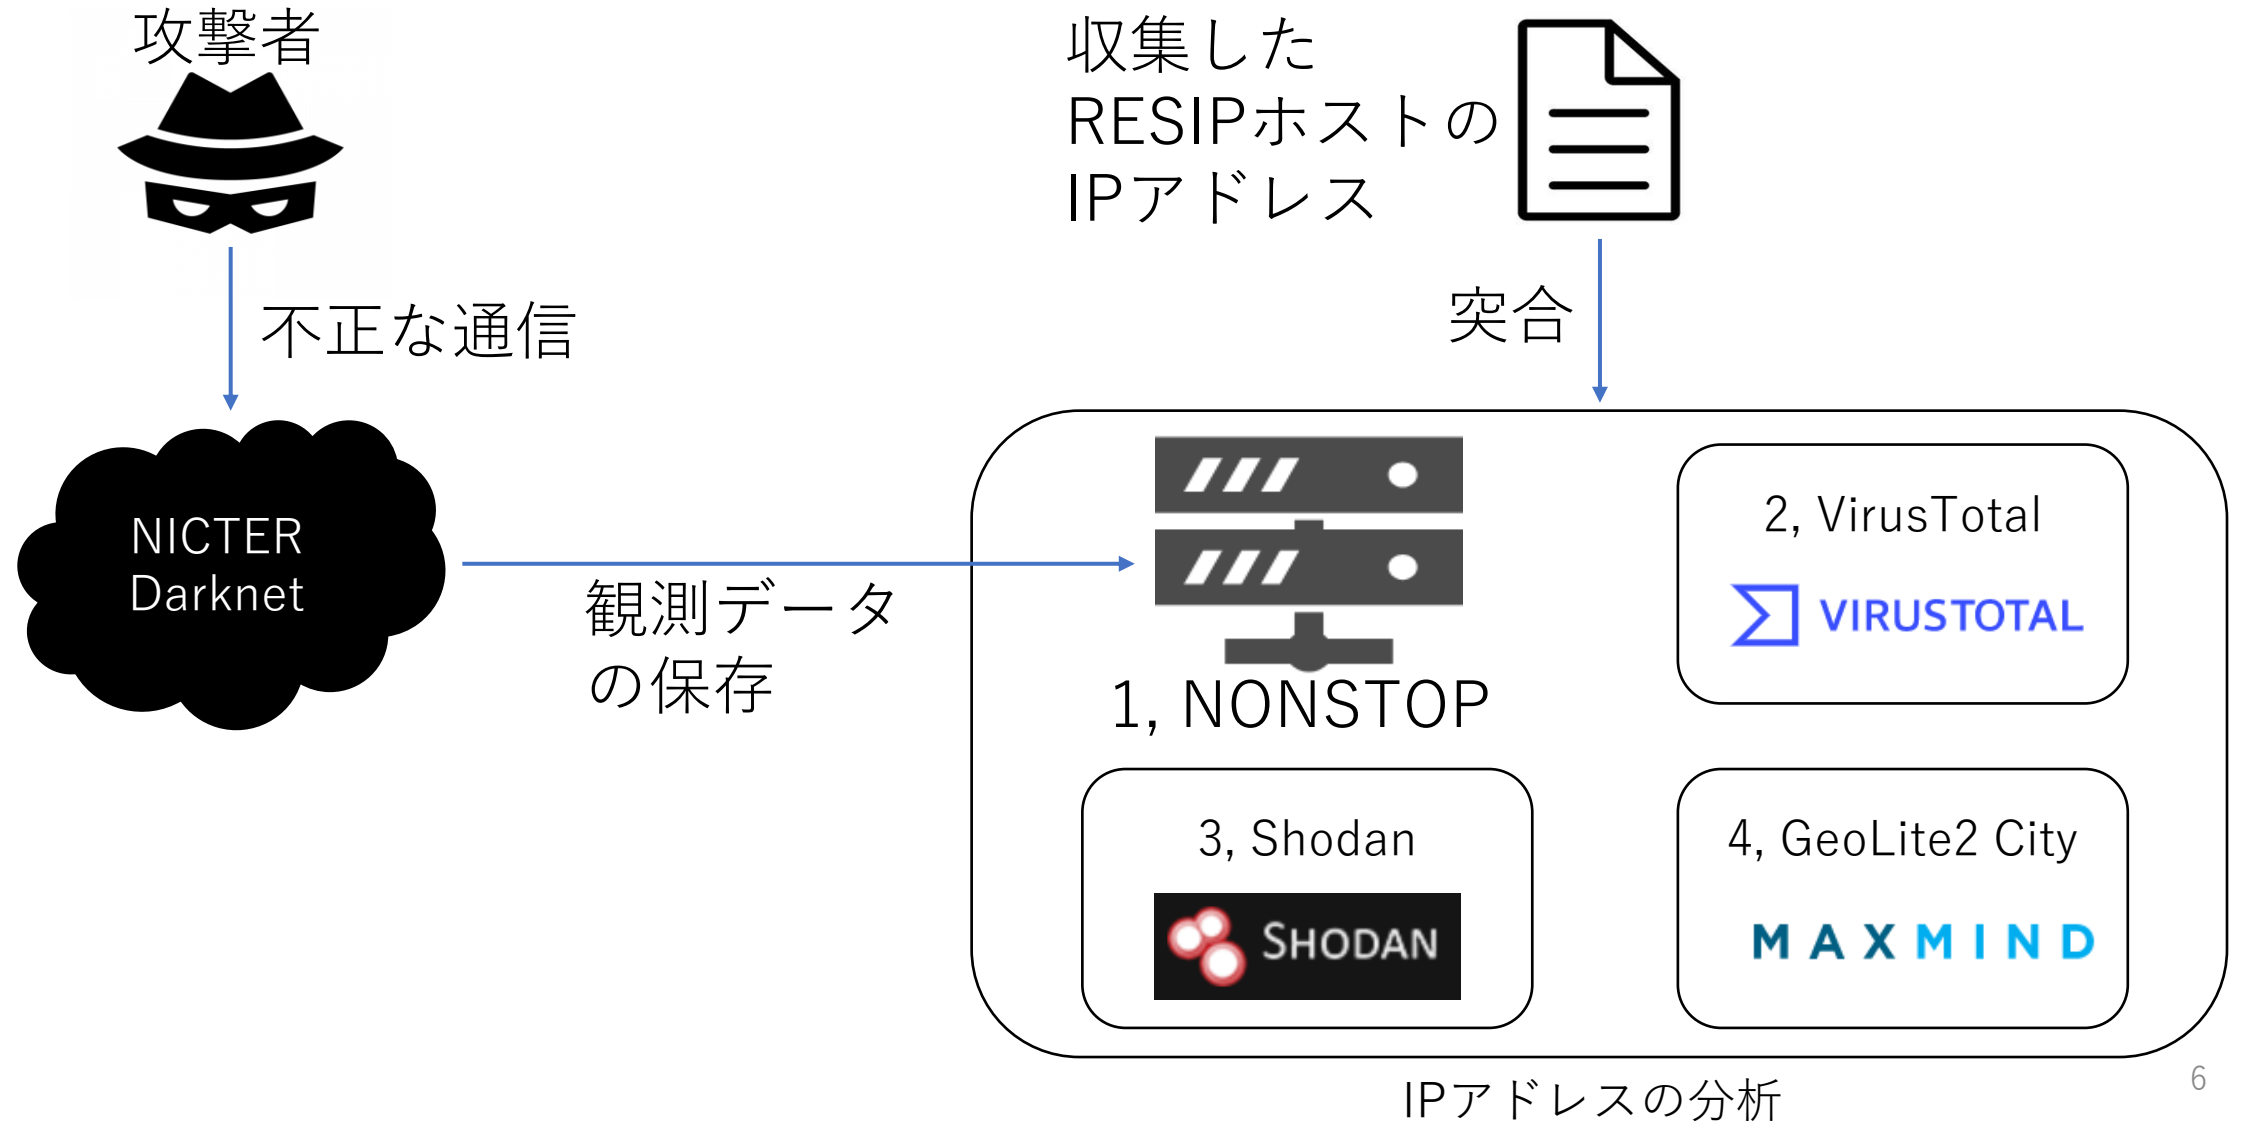 攻撃者
収集した
RESIPホストの
IPアドレス
不正な通信
突合
NICTER
Darknet
観測データ
の保存
1, NONSTOP
2, VirusTotal
VIRUSTOTAL
3, Shodan
SHODAN
4, GeoLite2 City
MAXMIND
IPアドレスの分析
6